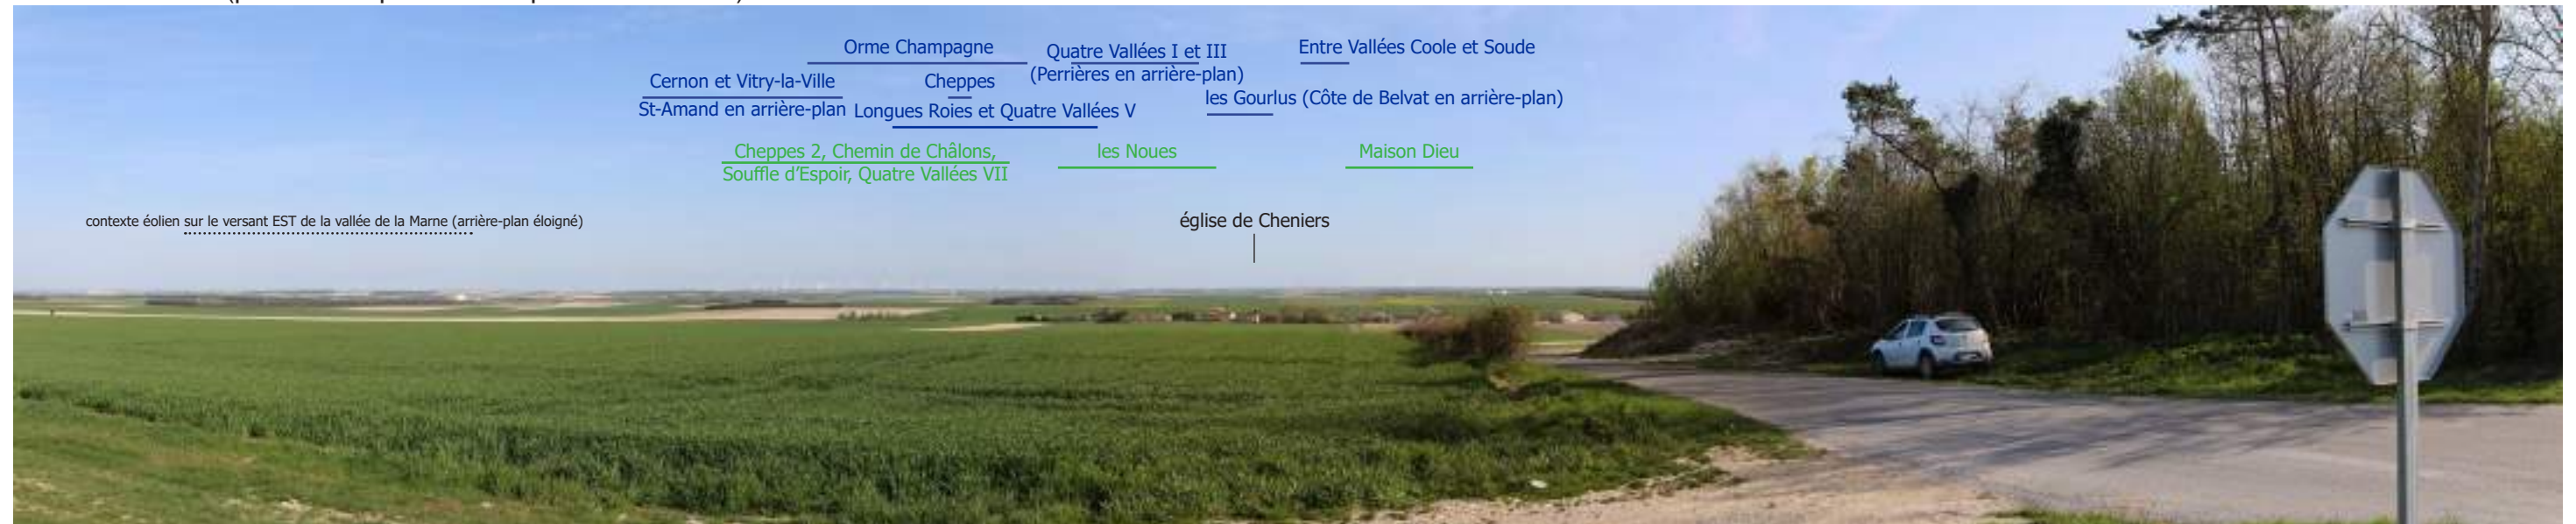 Orme Champagne
Quatre Vallées I et III
(Perrières en arrière-plan)
Entre Vallées Coole et Soude
Cernon et Vitry-la-Ville
St-Amand en arrière-plan
Cheppes
Longues Roies et Quatre Vallées V
les Gourlus (Côte de Belvat en arrière-plan)
Cheppes 2, Chemin de Châlons,
Souffle d'Espoir, Quatre Vallées VII
les Noues
Maison Dieu
contexte éolien sur le versant EST de la vallée de la Marne (arrière-plan éloigné)
église de Cheniers